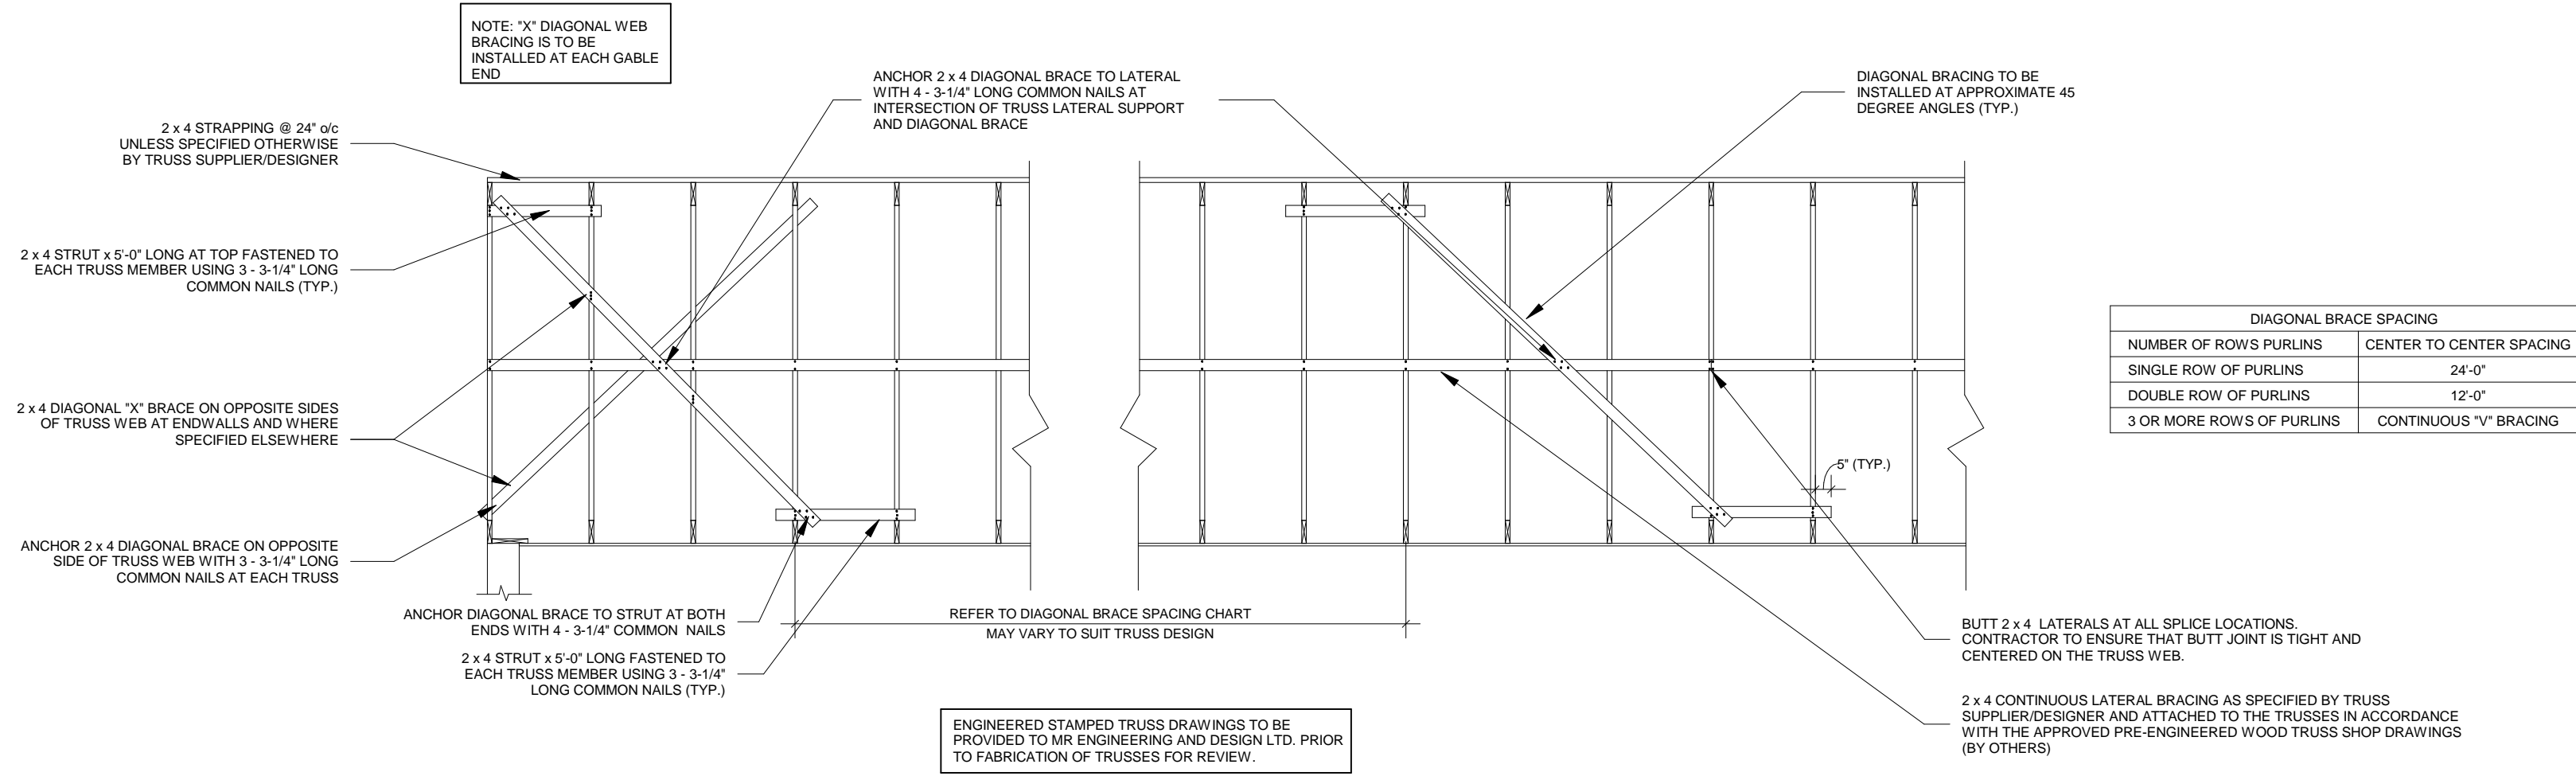 NOTE: "X" DIAGONAL WEB
BRACING IS TO BE
INSTALLED AT EACH GABLE
END
ANCHOR 2 x 4 DIAGONAL BRACE TO LATERAL
WITH 4 - 3-1/4" LONG COMMON NAILS AT
INTERSECTION OF TRUSS LATERAL SUPPORT
AND DIAGONAL BRACE
DIAGONAL BRACING TO BE
INSTALLED AT APPROXIMATE 45
DEGREE ANGLES (TYP.)
2 x 4 STRAPPING @ 24" o/c
UNLESS SPECIFIED OTHERWISE
BY TRUSS SUPPLIER/DESIGNER
2 x 4 STRUT x 5'-0" LONG AT TOP FASTENED TO
EACH TRUSS MEMBER USING 3 - 3-1/4" LONG
COMMON NAILS (TYP.)
2 x 4 DIAGONAL "X" BRACE ON OPPOSITE SIDES
OF TRUSS WEB AT ENDWALLS AND WHERE
SPECIFIED ELSEWHERE
ANCHOR 2 x 4 DIAGONAL BRACE ON OPPOSITE
SIDE OF TRUSS WEB WITH 3 - 3-1/4" LONG
COMMON NAILS AT EACH TRUSS
DIAGONAL BRACE SPACING
NUMBER OF ROWS PURLINS CENTER TO CENTER SPACING
SINGLE ROW OF PURLINS 24'-0"
DOUBLE ROW OF PURLINS 12'-0"
3 OR MORE ROWS OF PURLINS CONTINUOUS "V" BRACING
5" (TYP.)
ANCHOR DIAGONAL BRACE TO STRUT AT BOTH
ENDS WITH 4 - 3-1/4" COMMON NAILS
2 x 4 STRUT x 5'-0" LONG FASTENED TO
EACH TRUSS MEMBER USING 3 - 3-1/4"
LONG COMMON NAILS (TYP.)
REFER TO DIAGONAL BRACE SPACING CHART
MAY VARY TO SUIT TRUSS DESIGN
BUTT 2 x 4 LATERALS AT ALL SPLICE LOCATIONS.
CONTRACTOR TO ENSURE THAT BUTT JOINT IS TIGHT AND
CENTERED ON THE TRUSS WEB.
2 x 4 CONTINUOUS LATERAL BRACING AS SPECIFIED BY TRUSS
SUPPLIER/DESIGNER AND ATTACHED TO THE TRUSSES IN ACCORDANCE
WITH THE APPROVED PRE-ENGINEERED WOOD TRUSS SHOP DRAWINGS
(BY OTHERS)
ENGINEERED STAMPED TRUSS DRAWINGS TO BE
PROVIDED TO MR ENGINEERING AND DESIGN LTD. PRIOR
TO FABRICATION OF TRUSSES FOR REVIEW.